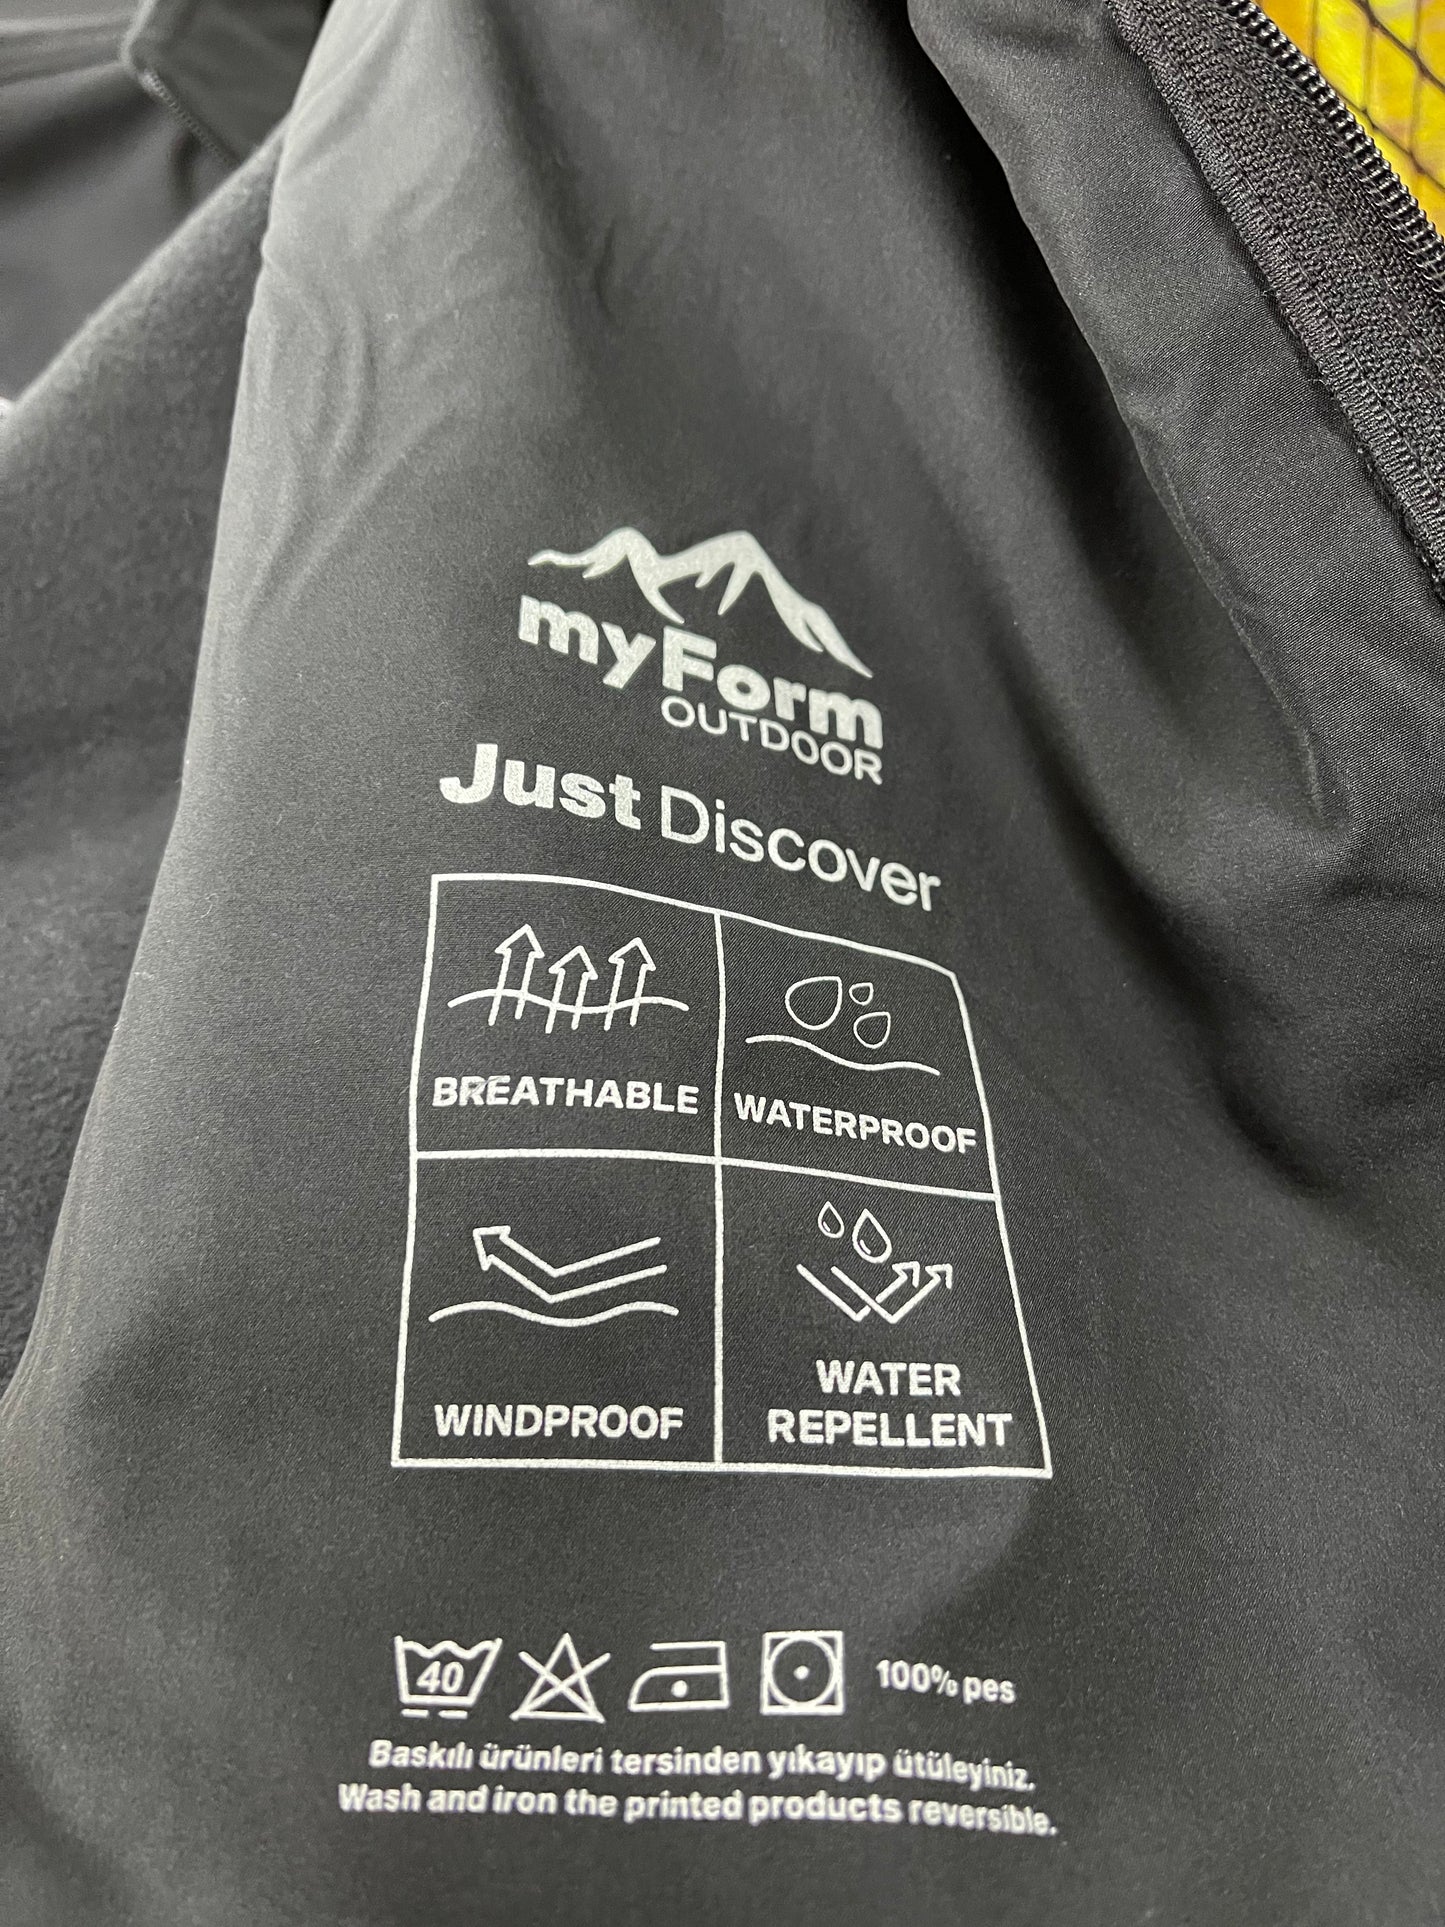 myForm
OUTDOOR
Just Discover
BREATHABLE
WATERPROOF
WINDPROOF
WATER
REPELLENT
40
100% pes
Baskılı ürünleri tersinden yıkayıp ütüleyiniz.
Wash and iron the printed products reversible.